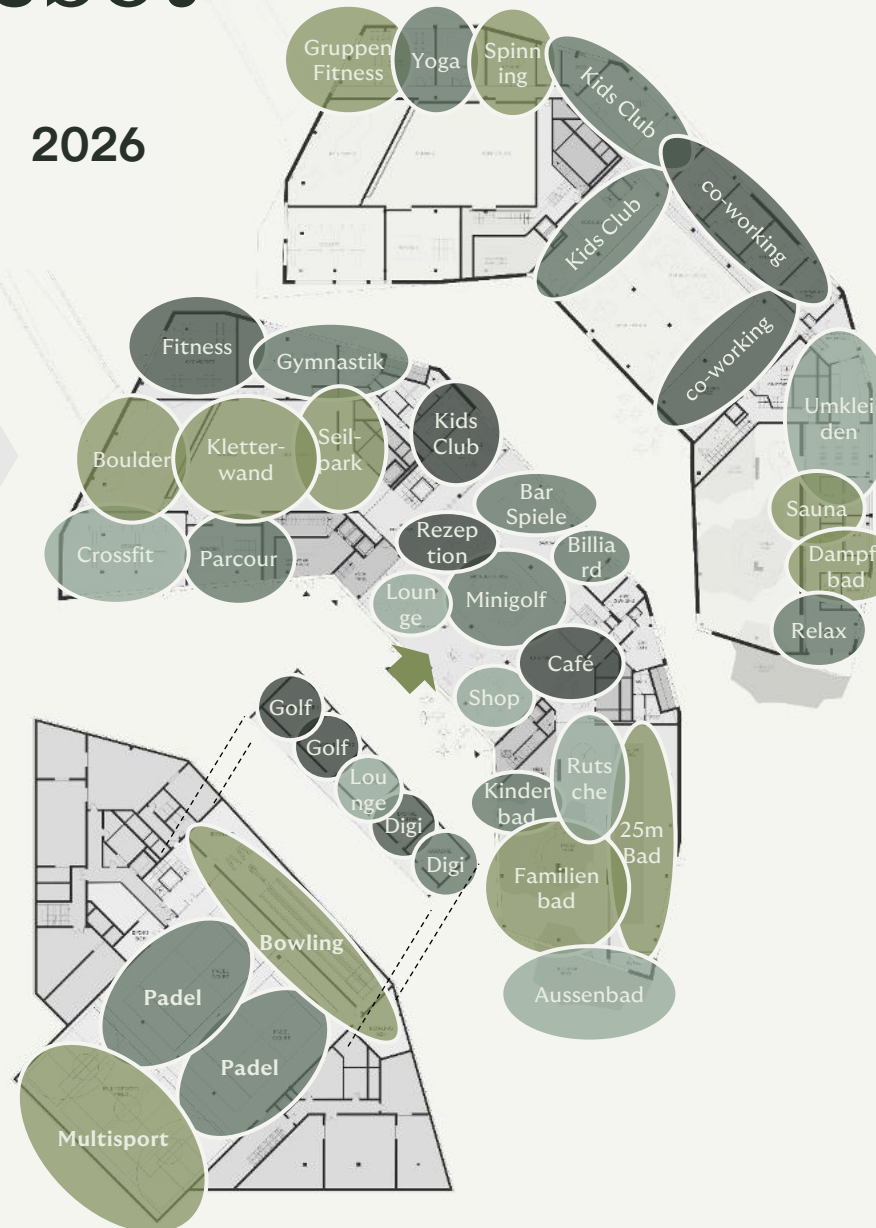 2026
Gruppen
Fitness
Yoga
Spinn
ing
Kids Club
Kids Club
co-working
co-working
Umklei
den
Sauna
Dampf
bad
Relax
Fitness
Gymnastik
Boulder
Kletter-
wand
Seil-
park
Kids
Club
Crossfit
Parcour
Bar
Spiele
Rezep
tion
Billia
rd
Loun
ge
Minigolf
Café
Shop
Golf
Golf
Lou
nge
Digi
Digi
Ruts
che
Kinder
bad
25m
Bad
Familien
bad
Aussenbad
Bowling
Padel
Padel
Multisport